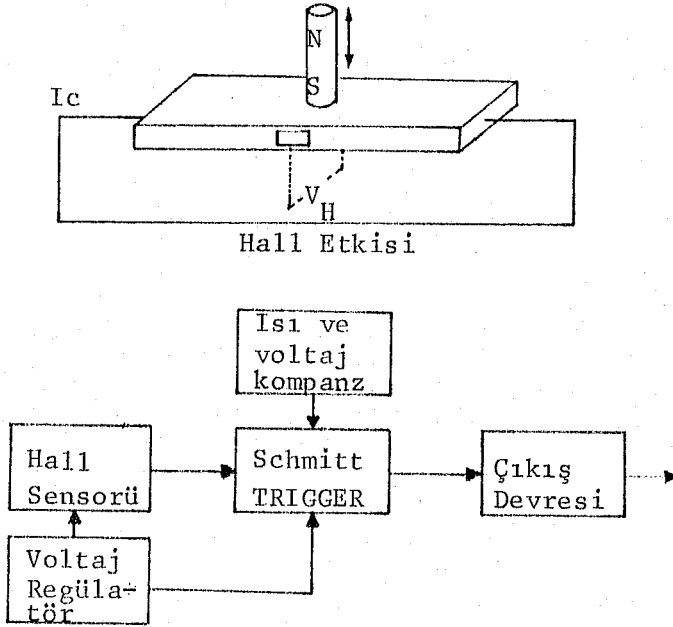 N
S
Ic
V
H
Hall Etkisi
Isı ve
voltaj
kompanz
Hall
Sensorü
Schmitt
TRIGGER
Çıkış
Devresi
Voltaj
Regüla-
tör